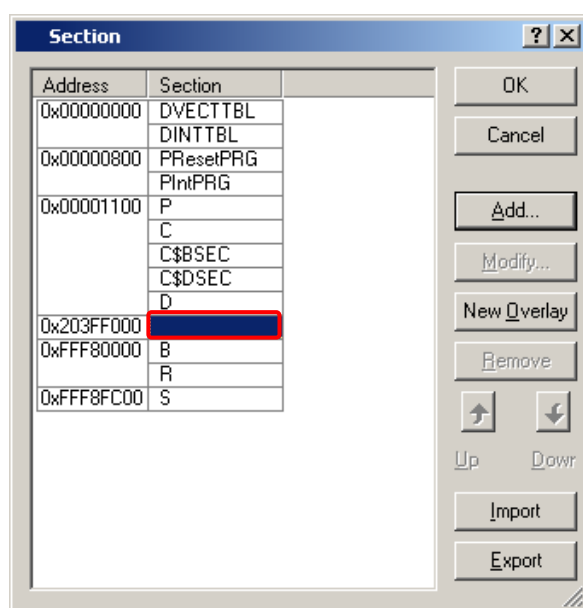 Section
Address Section
0x00000000 DVECTTBL
DINTTBL
0x00000800 PResetPRG
PIntPRG
0x00001100 P
C
C$BSEC
C$DSEC
D
0x203FF000
0xFFF80000 B
R
0xFFF8FC00 S
OK
Cancel
Add...
Modify...
New Overlay
Remove
Up Dowr
Import
Export